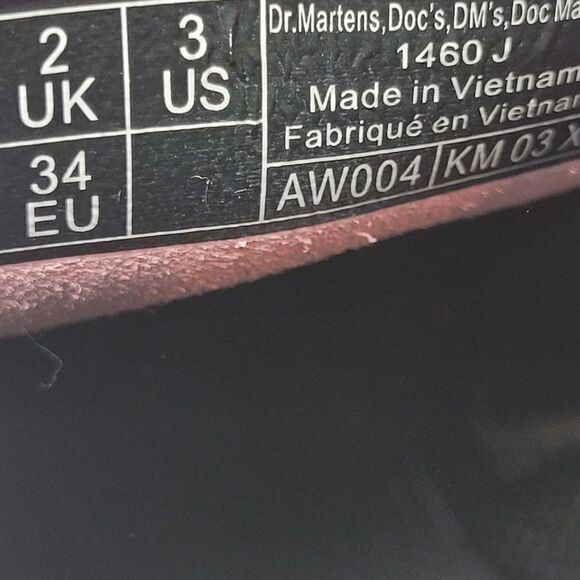 2 UK
3 US
34 EU
Dr.Martens,Doc's,DM's,Doc
1460 J
Made in Vietnam
Fabriqué en Vietnam
AW004
KM 03 X